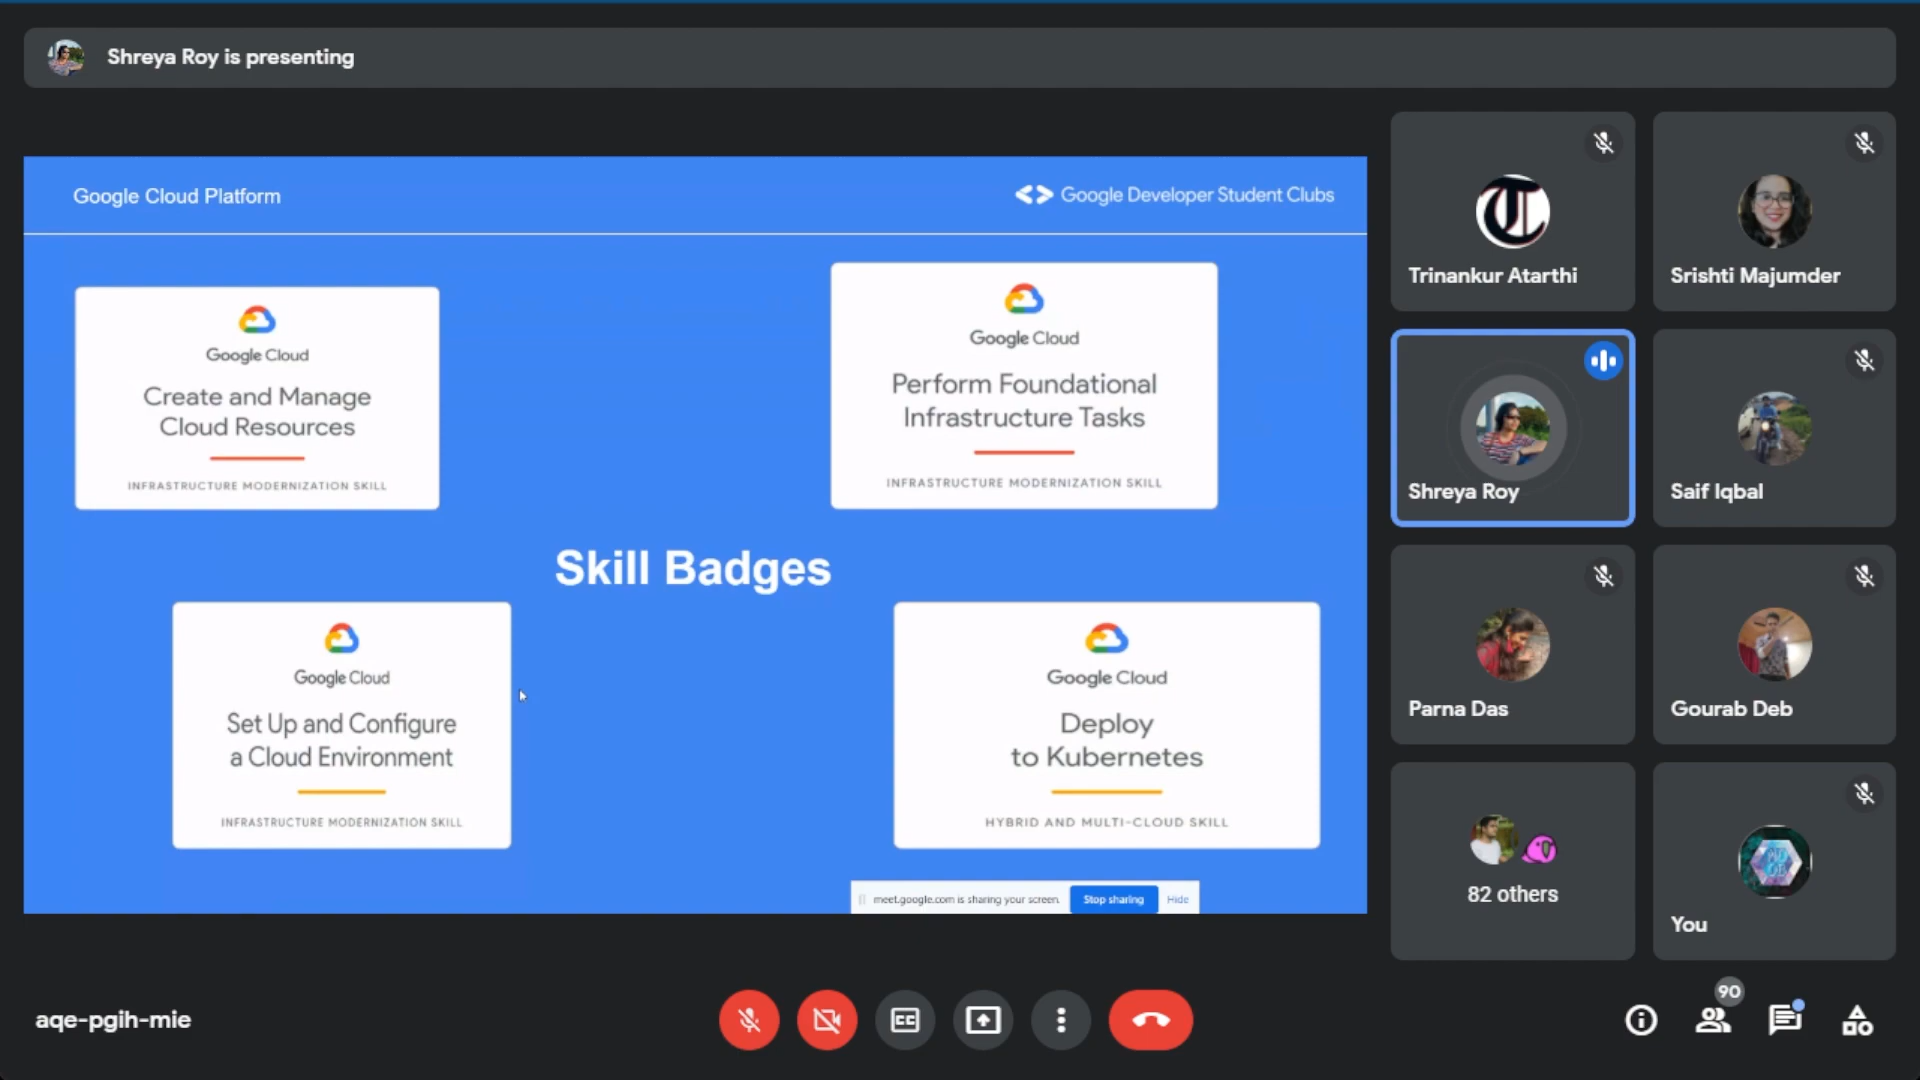 Shreya Roy is presenting
Google Cloud Platform
<> Google Developer Student Clubs
Google Cloud
Create and Manage
Cloud Resources
INFRASTRUCTURE MODERNIZATION SKILL
Google Cloud
Perform Foundational
Infrastructure Tasks
INFRASTRUCTURE MODERNIZATION SKILL
Skill Badges
Google Cloud
Set Up and Configure
a Cloud Environment
INFRASTRUCTURE MODERNIZATION SKILL
Google Cloud
Deploy
to Kubernetes
HYBRID AND MULTI-CLOUD SKILL
meet.google.com is sharing your screen.
Stop sharing
Hide
Trinankur Atarthi
Srishti Majumder
Shreya Roy
Saif Iqbal
Parna Das
Gourab Deb
82 others
You
aqe-pgih-mie
CC
90